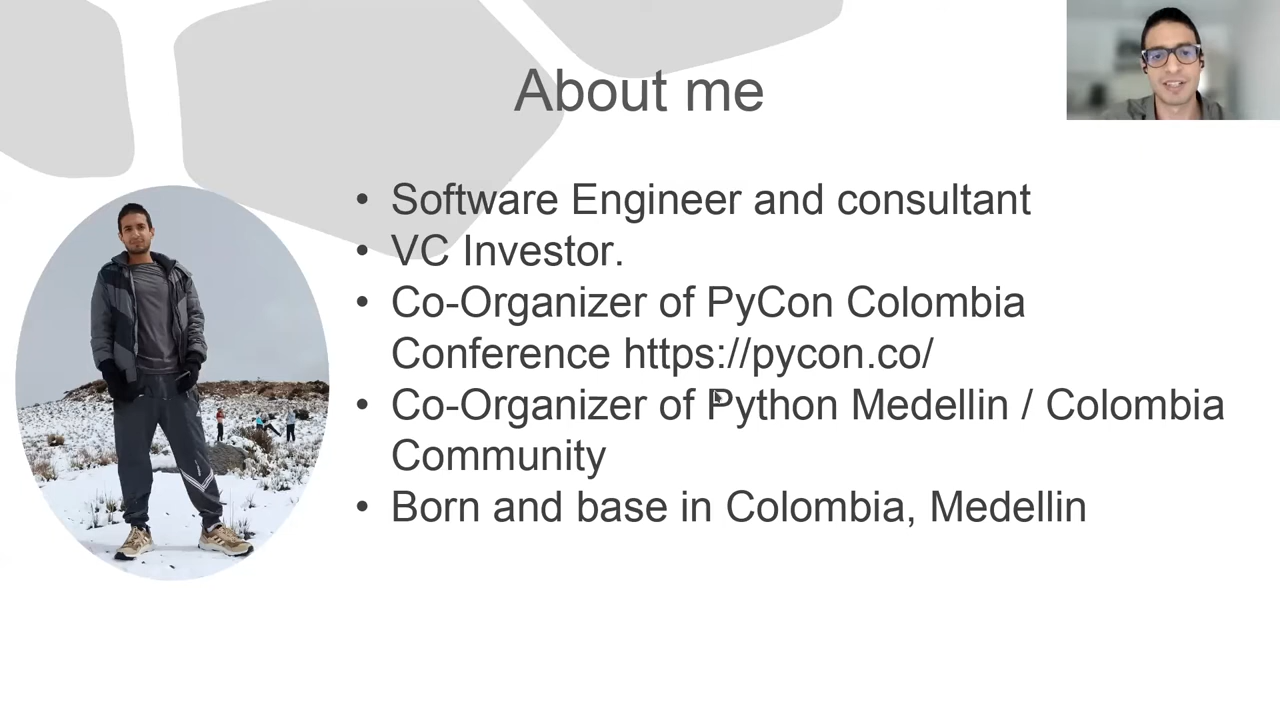 About me
• Software Engineer and consultant
• VC Investor.
• Co-Organizer of PyCon Colombia
Conference https://pycon.co/
• Co-Organizer of Python Medellin / Colombia
Community
• Born and base in Colombia, Medellin